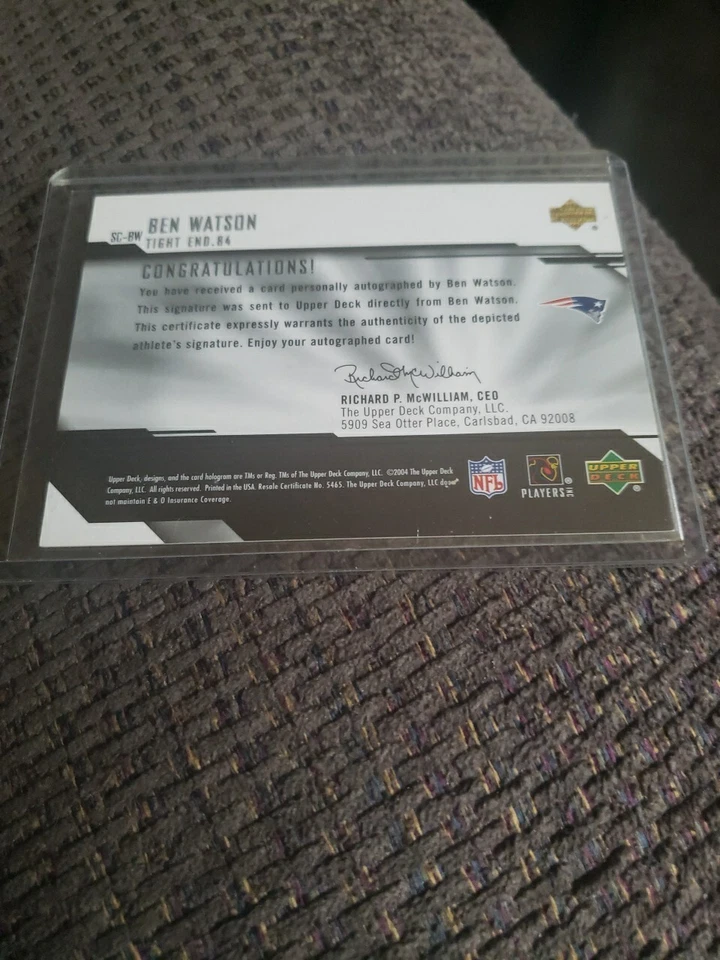 SC-BW BEN WATSON
TIGHT END.84
CONGRATULATIONS!
You have received a card personally autographed by Ben Watson.
This signature was sent to Upper Deck directly from Ben Watson.
This certificate expressly warrants the authenticity of the depicted
athlete's signature. Enjoy your autographed card!
Richard McWilliam
RICHARD P. McWILLIAM, CEO
The Upper Deck Company, LLC.
5909 Sea Otter Place, Carlsbad, CA 92008
Upper Deck, designs, and the card hologram are TMs or Reg. TMs of The Upper Deck Company, LLC. ©2004 The Upper Deck
Company, LLC. All rights reserved. Printed in the USA. Resale Certificate No. 5465. The Upper Deck Company, LLC does
not maintain E & O Insurance Coverage.
NFL
PLAYERS INC
UPPER
DECK